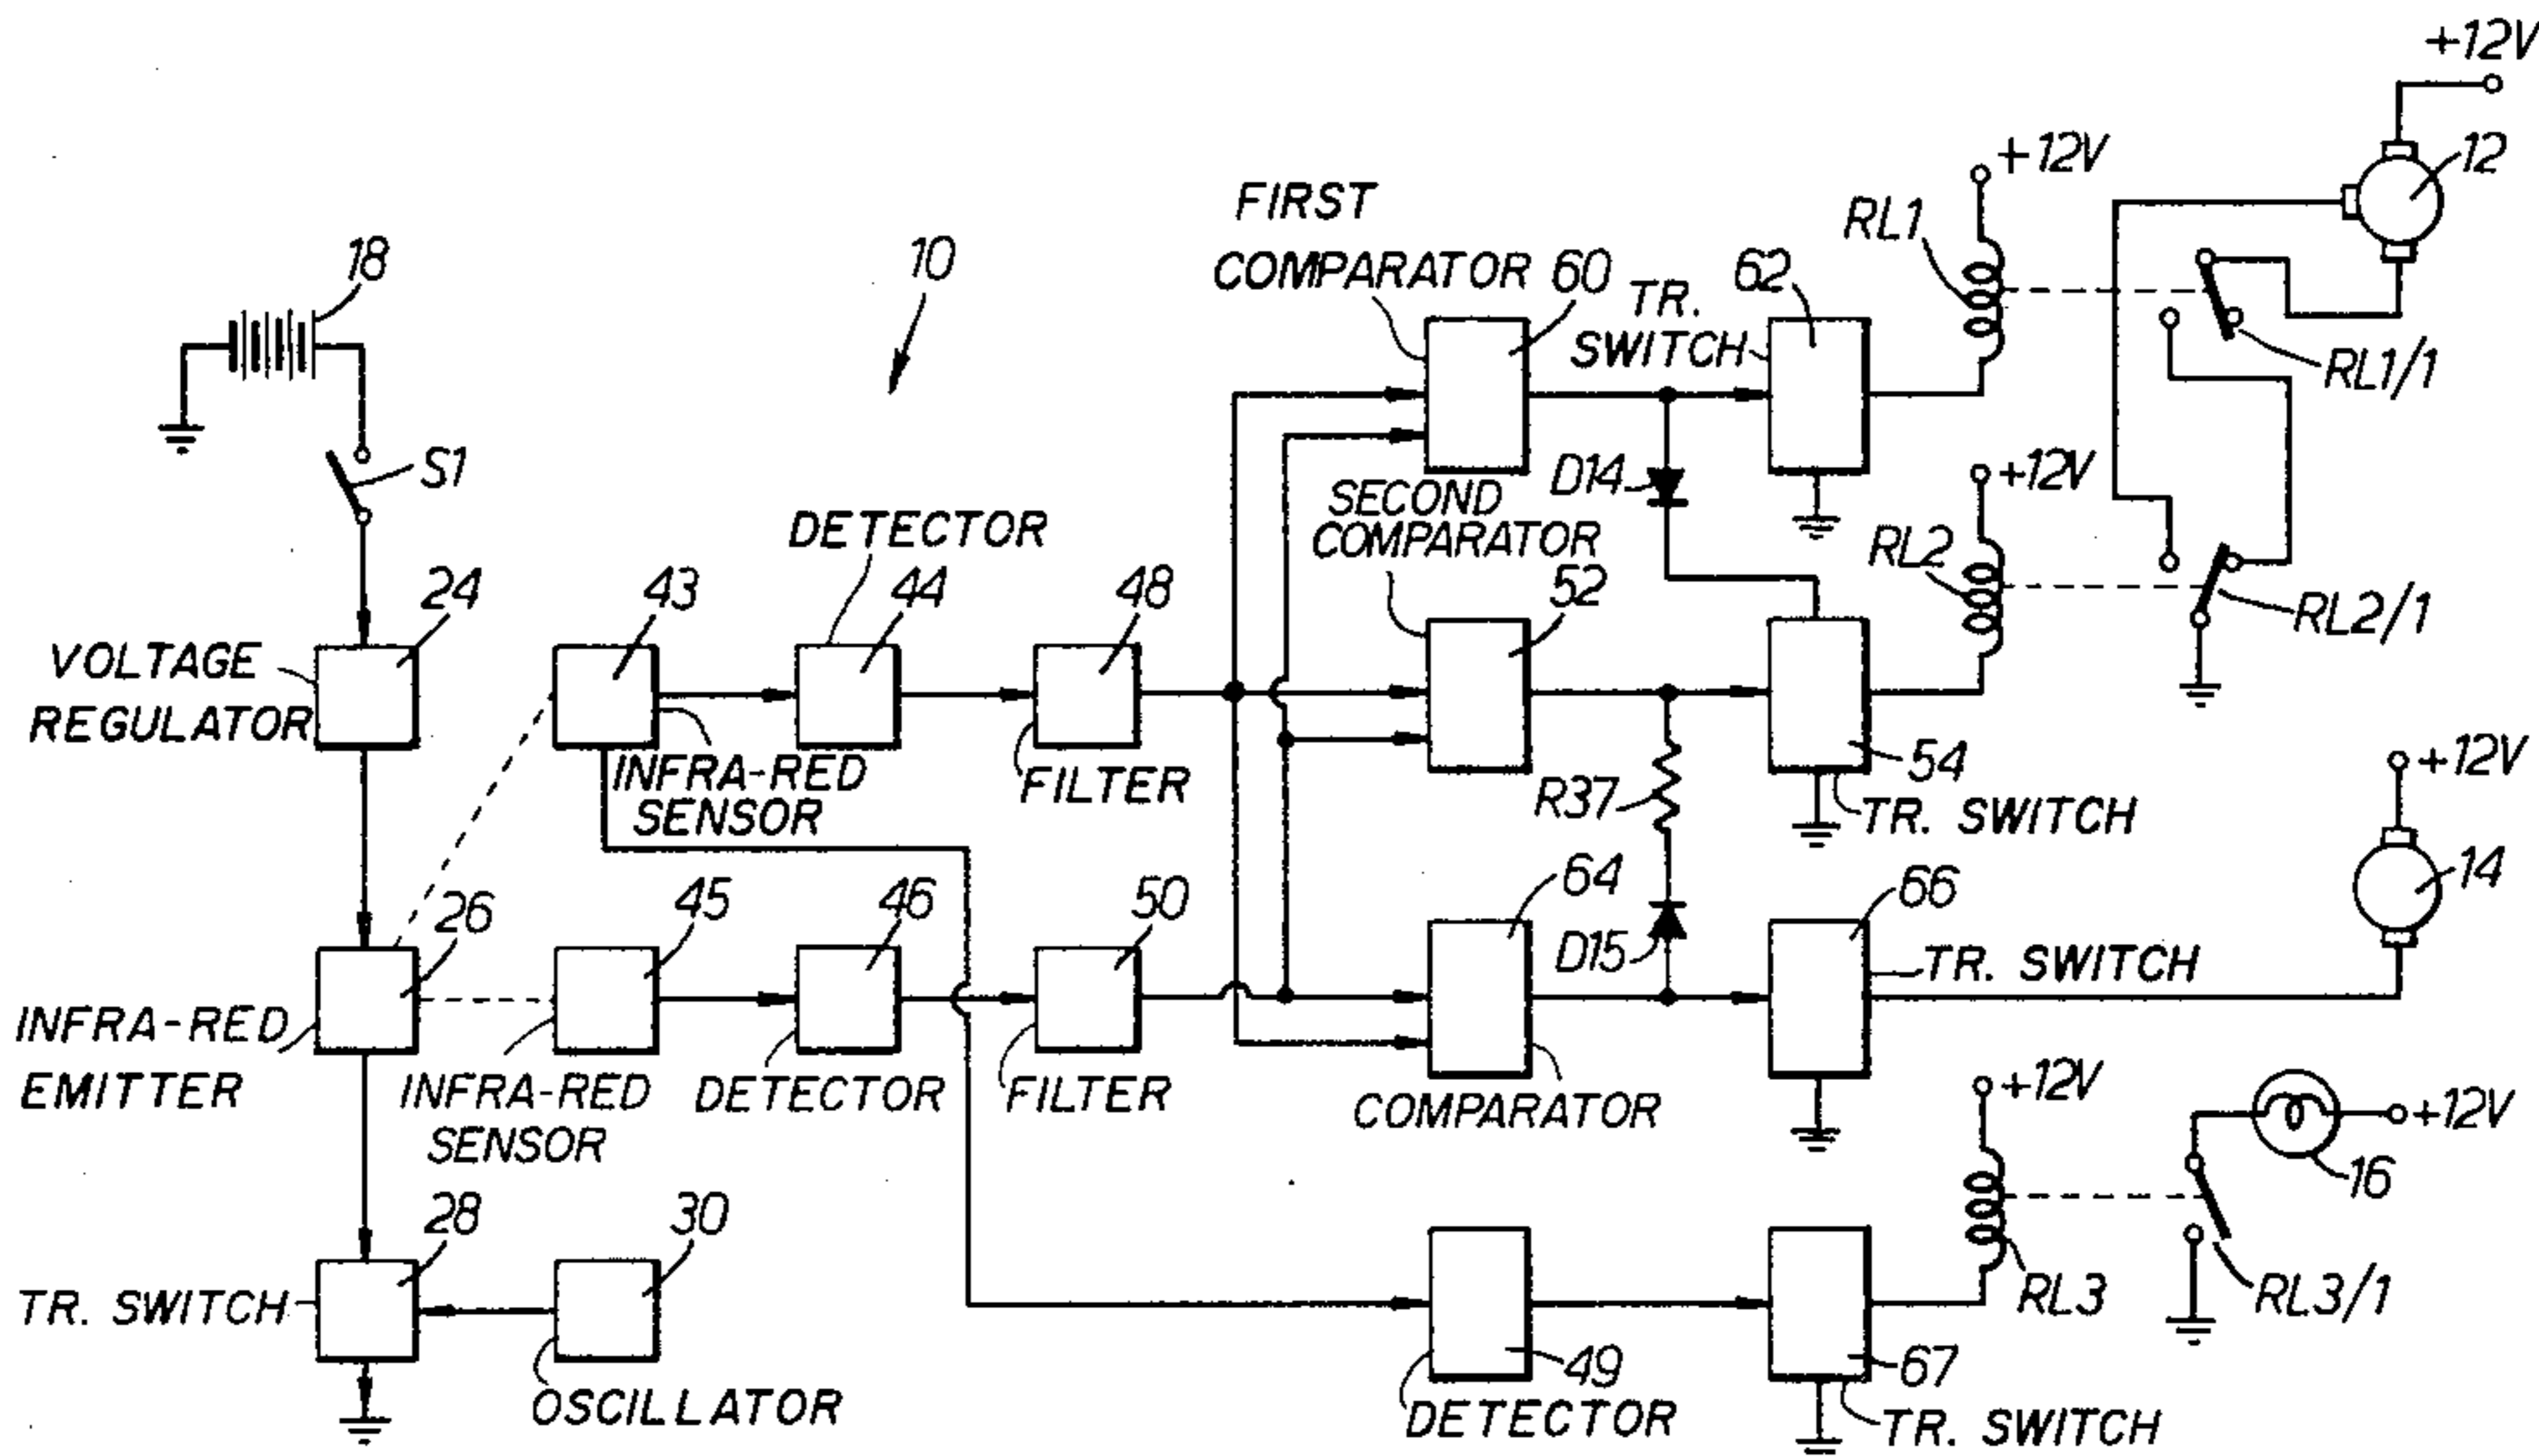 +12V
12
+12V
FIRST
COMPARATOR 60
RL1
18
10
TR.
SWITCH
62
RL1/1
S1
D14
+12V
SECOND
COMPARATOR
52
RL2
RL2/1
DETECTOR
24
43
44
48
VOLTAGE
REGULATOR
INFRA-RED
SENSOR
FILTER
R37
54
TR. SWITCH
+12V
14
26
45
46
50
64
D15
66
TR. SWITCH
INFRA-RED
EMITTER
INFRA-RED
SENSOR
DETECTOR
FILTER
COMPARATOR
+12V
+12V
16
28
30
TR. SWITCH
OSCILLATOR
49
DETECTOR
67
TR. SWITCH
RL3
RL3/1